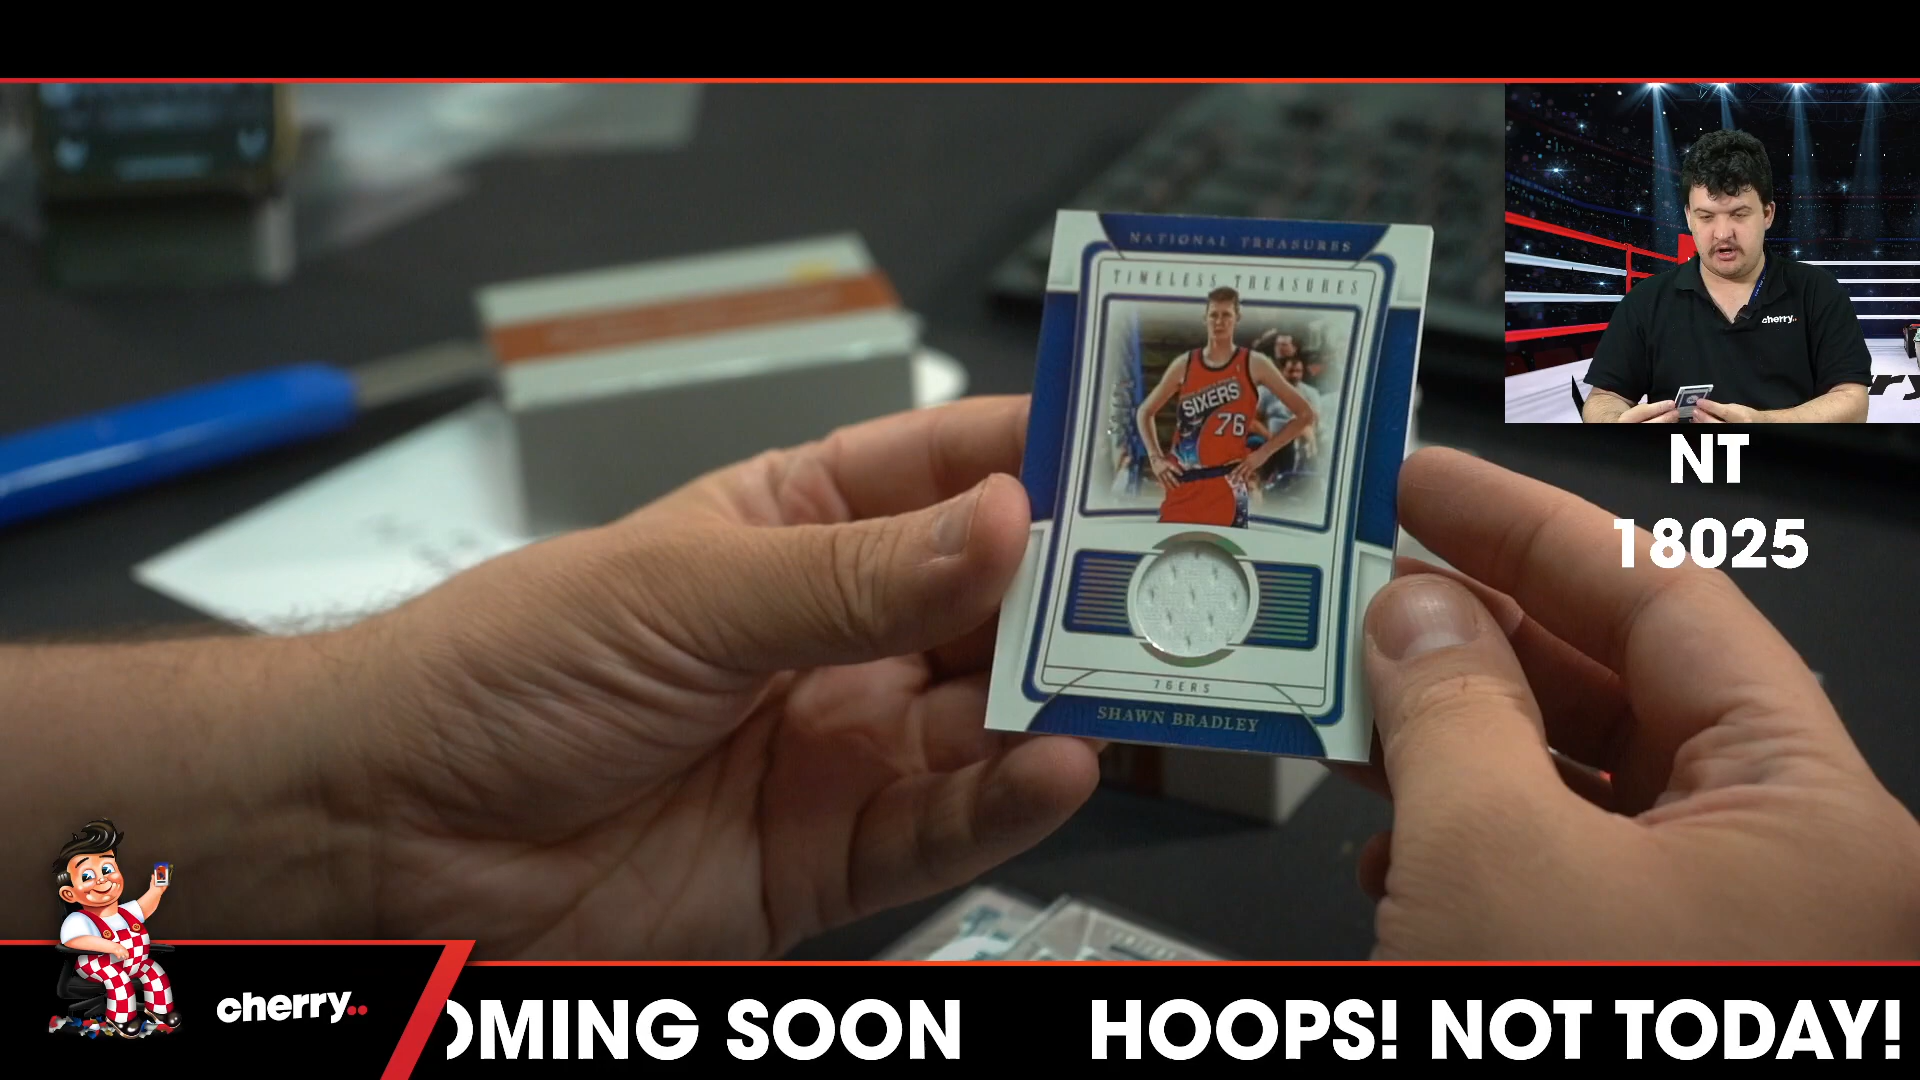 NATIONAL TREASURES
TIMELESS TREASURES
SIXERS
76
76ERS
SHAWN BRADLEY
cherry..
NT
18025
cherry..
OMING SOON HOOPS! NOT TODAY!